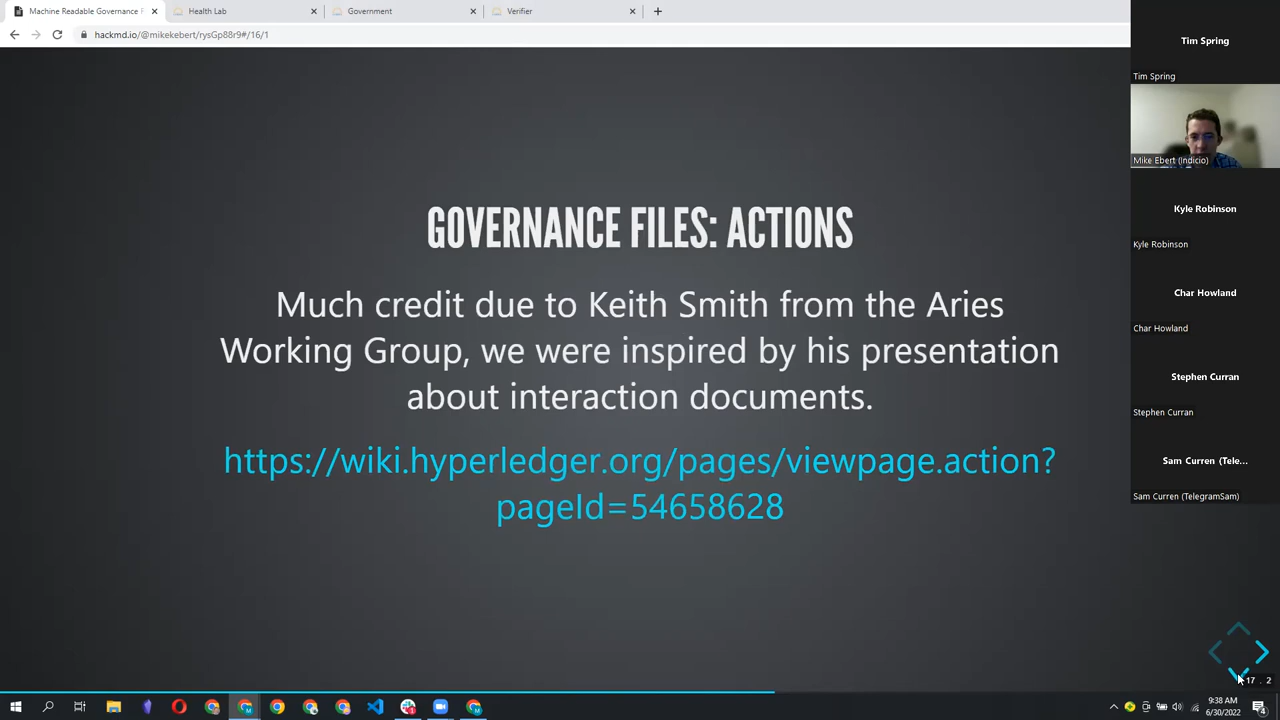 Machine Readable Governance F
Health Lab
Government
Verifier
hackmd.io/@mikekebert/rysGp88r9#/16/1
GOVERNANCE FILES: ACTIONS
Much credit due to Keith Smith from the Aries
Working Group, we were inspired by his presentation
about interaction documents.
https://wiki.hyperledger.org/pages/viewpage.action?
pageId=54658628
Tim Spring
Tim Spring
Mike Ebert (Indicio)
Kyle Robinson
Kyle Robinson
Char Howland
Char Howland
Stephen Curran
Stephen Curran
Sam Curren (Tele...
Sam Curren (TelegramSam)
17 . 2
9:38 AM
6/30/2022
4